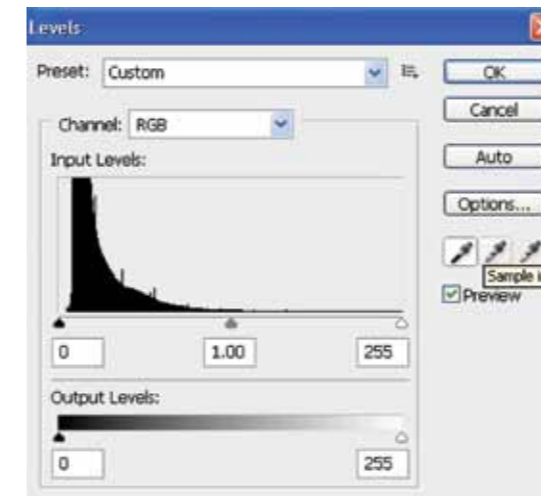 Levels
Preset: Custom
OK
Cancel
Channel: RGB
Auto
Input Levels:
Options...
Sample
Preview
0 1.00 255
Output Levels:
0 255